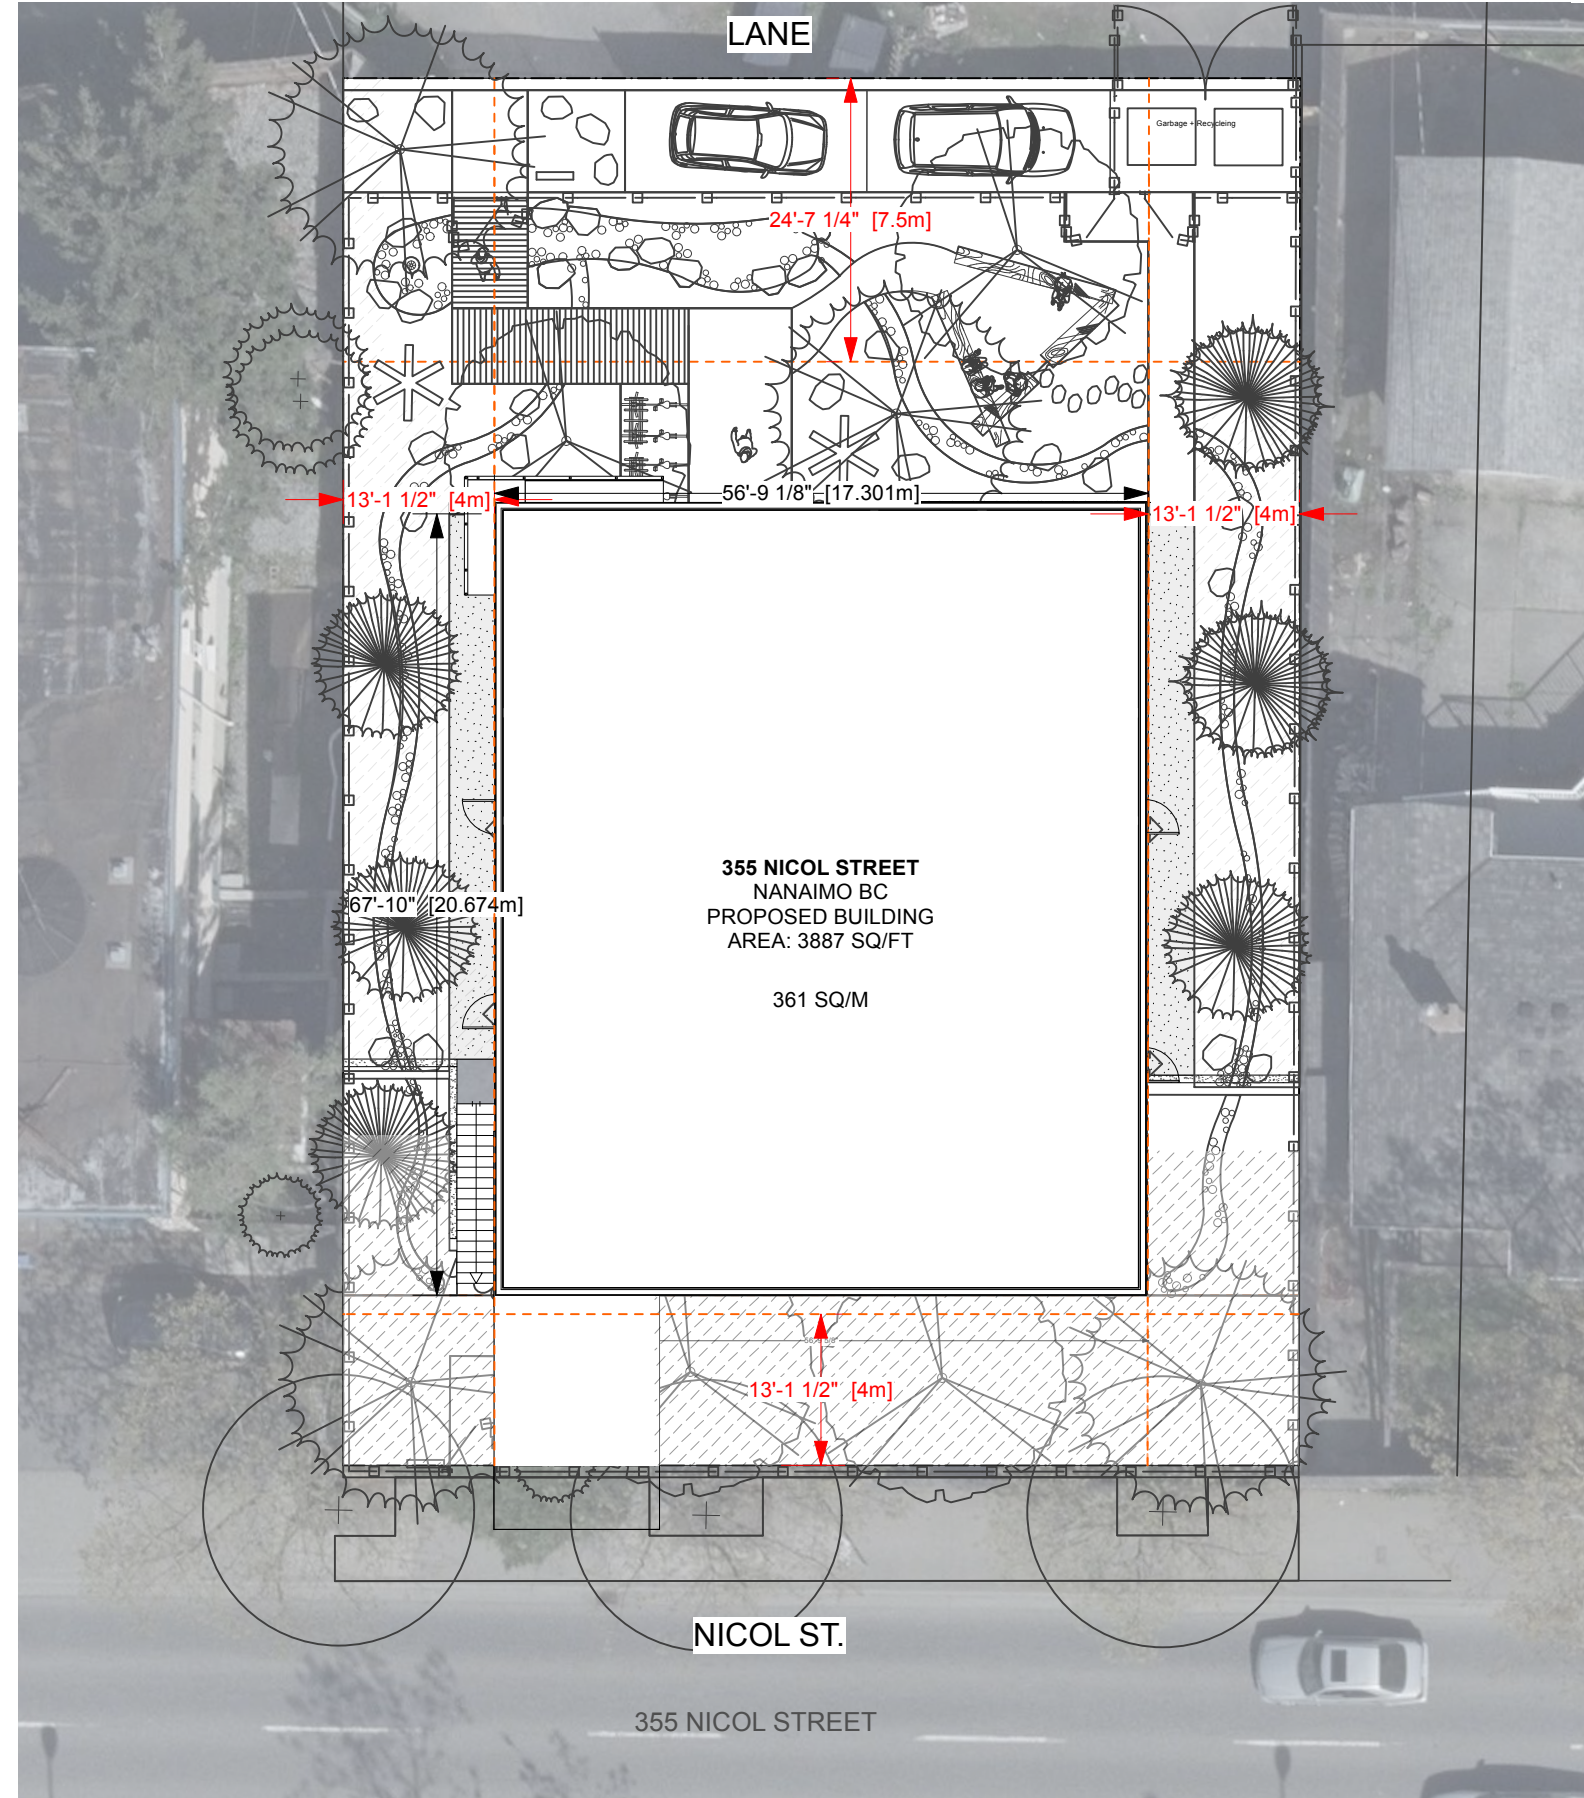 LANE
Garbage + Recycleing
24'-7 1/4" [7.5m]
56'-9 1/8" [17.301m]
13'-1 1/2" [4m]
13'-1 1/2" [4m]
355 NICOL STREET
NANAIMO BC
PROPOSED BUILDING
AREA: 3887 SQ/FT
361 SQ/M
67'-10" [20.674m]
13'-1 1/2" [4m]
NICOL ST.
355 NICOL STREET